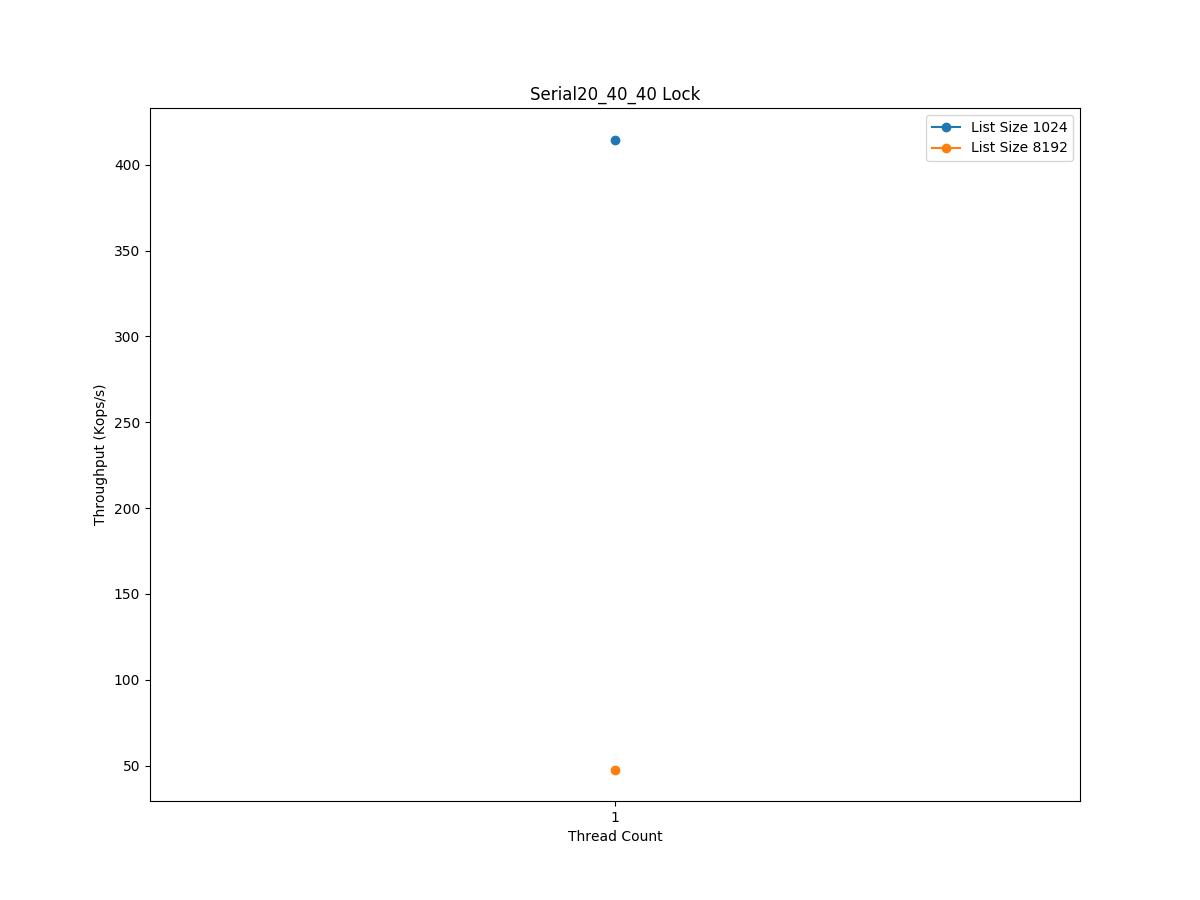 Serial20_40_40 Lock
List Size 1024
List Size 8192
400
350
300
250
200
150
100
50
Throughput (Kops/s)
1
Thread Count